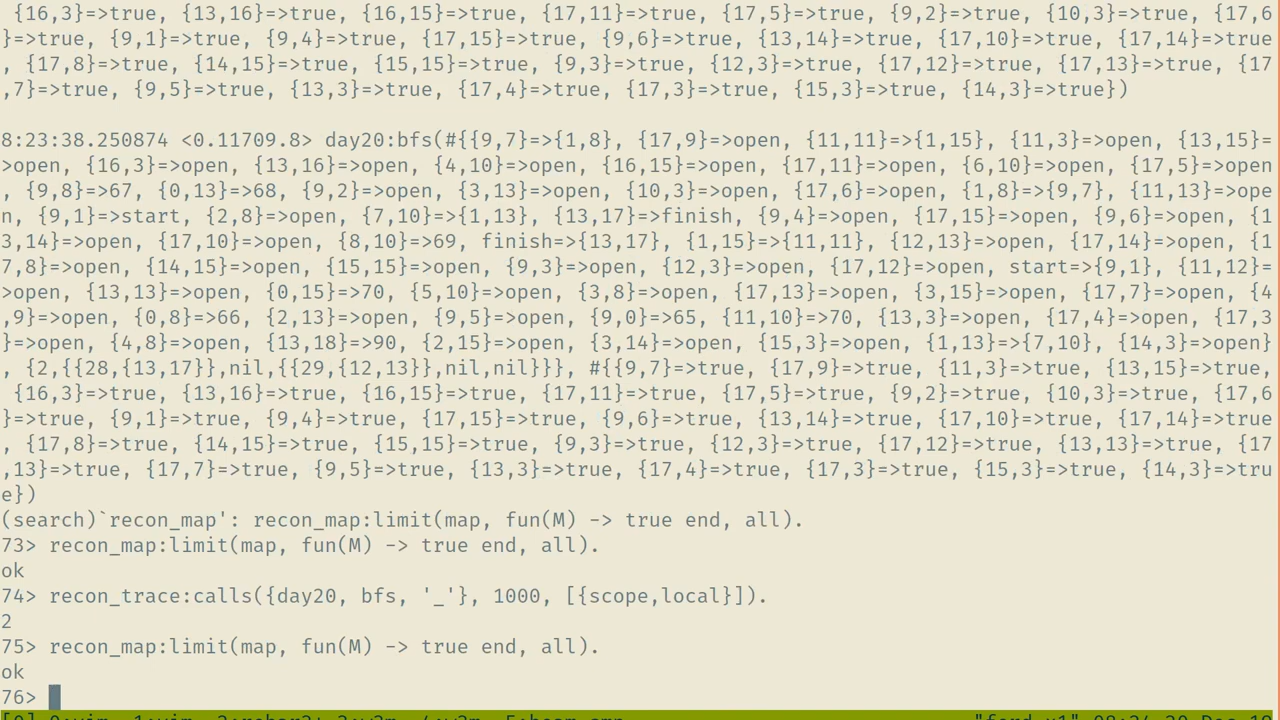 {16,3}=>true, {13,16}=>true, {16,15}=>true, {17,11}=>true, {17,5}=>true, {9,2}=>true, {10,3}=>true, {17,6
}=>true, {9,1}=>true, {9,4}=>true, {17,15}=>true, {9,6}=>true, {13,14}=>true, {17,10}=>true, {17,14}=>true
, {17,8}=>true, {14,15}=>true, {15,15}=>true, {9,3}=>true, {12,3}=>true, {17,12}=>true, {17,13}=>true, {17
,7}=>true, {9,5}=>true, {13,3}=>true, {17,4}=>true, {17,3}=>true, {15,3}=>true, {14,3}=>true})
8:23:38.250874 <0.11709.8> day20:bfs(#{{9,7}=>{1,8}, {17,9}=>open, {11,11}=>{1,15}, {11,3}=>open, {13,15}=
>open, {16,3}=>open, {13,16}=>open, {4,10}=>open, {16,15}=>open, {17,11}=>open, {6,10}=>open, {17,5}=>open
, {9,8}=>67, {0,13}=>68, {9,2}=>open, {3,13}=>open, {10,3}=>open, {17,6}=>open, {1,8}=>{9,7}, {11,13}=>ope
n, {9,1}=>start, {2,8}=>open, {7,10}=>{1,13}, {13,17}=>finish, {9,4}=>open, {17,15}=>open, {9,6}=>open, {1
3,14}=>open, {17,10}=>open, {8,10}=>69, finish=>{13,17}, {1,15}=>{11,11}, {12,13}=>open, {17,14}=>open, {1
7,8}=>open, {14,15}=>open, {15,15}=>open, {9,3}=>open, {12,3}=>open, {17,12}=>open, start=>{9,1}, {11,12}=
>open, {13,13}=>open, {0,15}=>70, {5,10}=>open, {3,8}=>open, {17,13}=>open, {3,15}=>open, {17,7}=>open, {4
,9}=>open, {0,8}=>66, {2,13}=>open, {9,5}=>open, {9,0}=>65, {11,10}=>70, {13,3}=>open, {17,4}=>open, {17,3
}=>open, {4,8}=>open, {13,18}=>90, {2,15}=>open, {3,14}=>open, {15,3}=>open, {1,13}=>{7,10}, {14,3}=>open}
, {2,{{28,{13,17}},nil,{{29,{12,13}},nil,nil}}}, #{{9,7}=>true, {17,9}=>true, {11,3}=>true, {13,15}=>true,
 {16,3}=>true, {13,16}=>true, {16,15}=>true, {17,11}=>true, {17,5}=>true, {9,2}=>true, {10,3}=>true, {17,6
}=>true, {9,1}=>true, {9,4}=>true, {17,15}=>true, {9,6}=>true, {13,14}=>true, {17,10}=>true, {17,14}=>true
, {17,8}=>true, {14,15}=>true, {15,15}=>true, {9,3}=>true, {12,3}=>true, {17,12}=>true, {13,13}=>true, {17
,13}=>true, {17,7}=>true, {9,5}=>true, {13,3}=>true, {17,4}=>true, {17,3}=>true, {15,3}=>true, {14,3}=>tru
e})
(search)`recon_map': recon_map:limit(map, fun(M) -> true end, all).
73> recon_map:limit(map, fun(M) -> true end, all).
ok
74> recon_trace:calls({day20, bfs, '_'}, 1000, [{scope,local}]).
2
75> recon_map:limit(map, fun(M) -> true end, all).
ok
76>